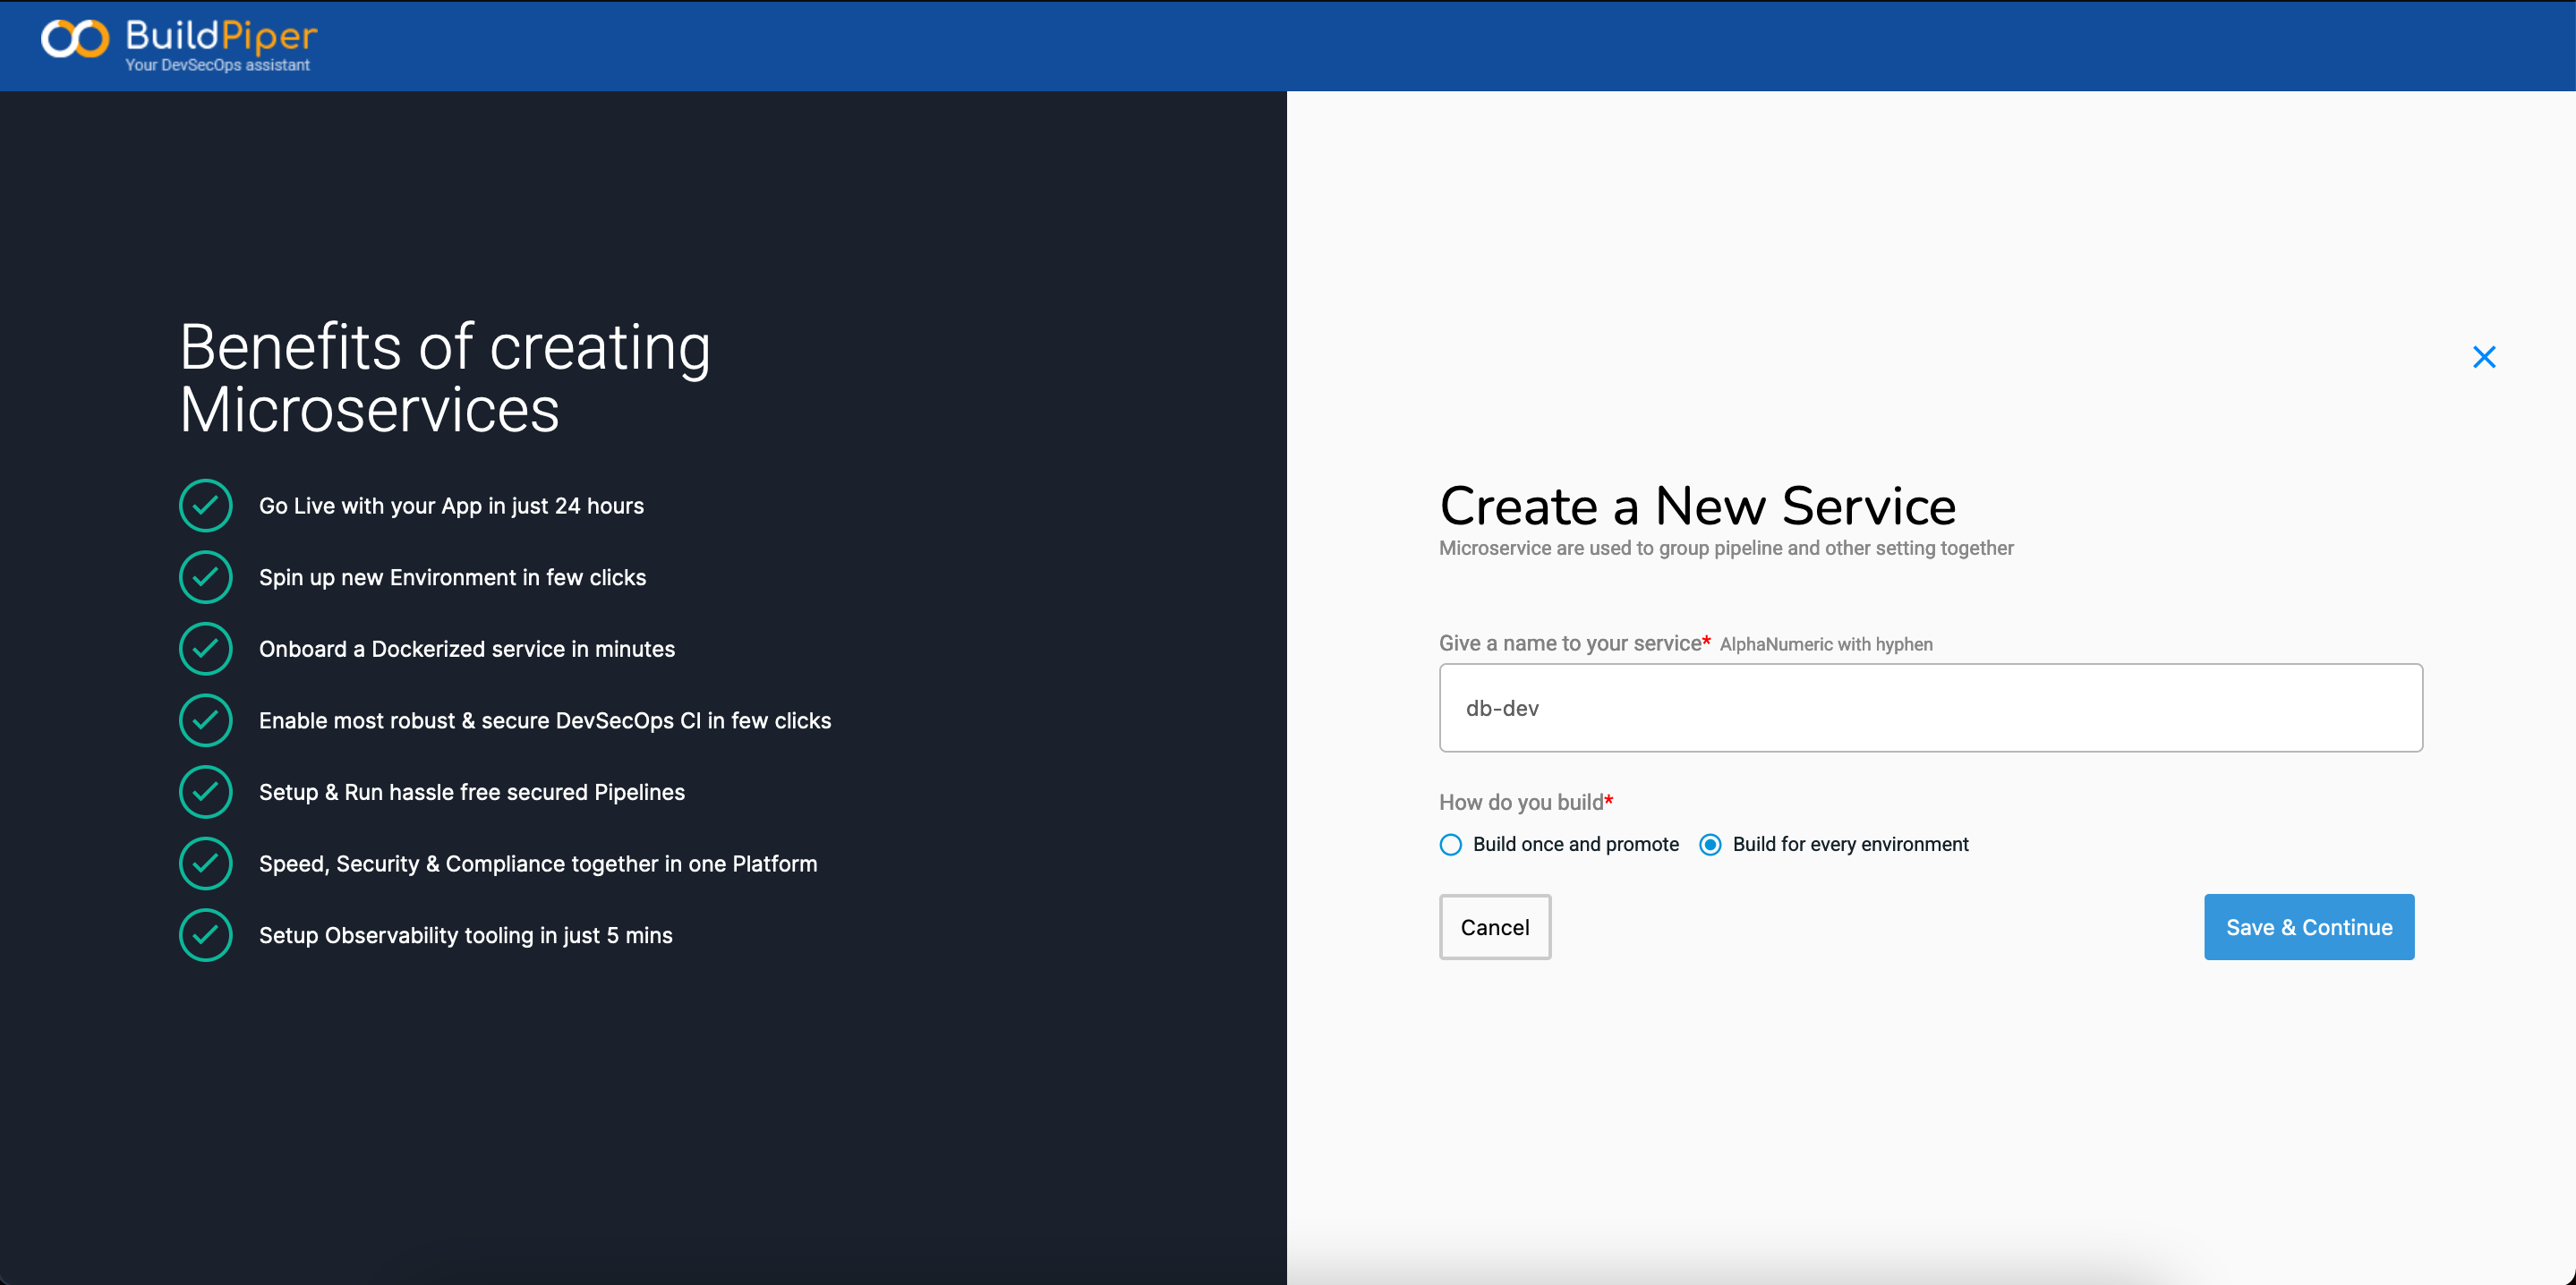 BuildPiper
Your DevSecOps assistant
Benefits of creating
Microservices
Go Live with your App in just 24 hours
Spin up new Environment in few clicks
Onboard a Dockerized service in minutes
Enable most robust & secure DevSecOps CI in few clicks
Setup & Run hassle free secured Pipelines
Speed, Security & Compliance together in one Platform
Setup Observability tooling in just 5 mins
Create a New Service
Microservice are used to group pipeline and other setting together
Give a name to your service* AlphaNumeric with hyphen
db-dev
How do you build*
Build once and promote Build for every environment
Cancel Save & Continue